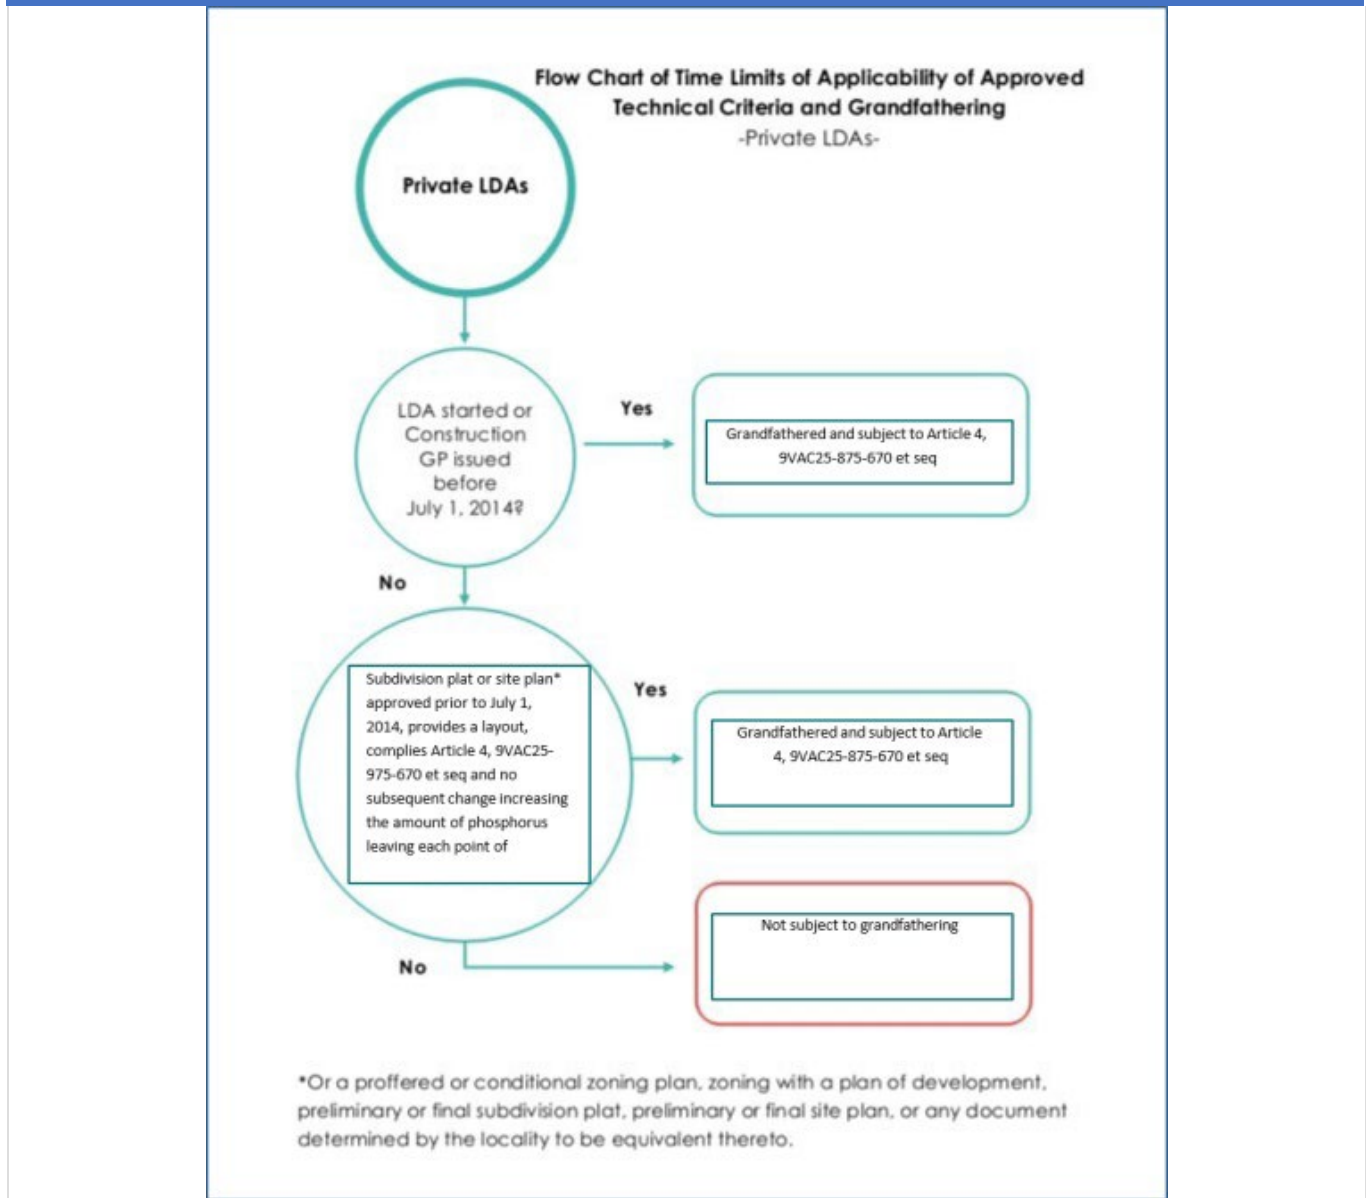 Flow Chart of Time Limits of Applicability of Approved
Technical Criteria and Grandfathering
-Private LDAs-
Private LDAs
LDA started or
Construction
GP issued
before
July 1, 2014?
Yes
Grandfathered and subject to Article 4,
9VAC25-875-670 et seq
No
Subdivision plat or site plan*
approved prior to July 1,
2014, provides a layout,
complies Article 4, 9VAC25-
975-670 et seq and no
subsequent change increasing
the amount of phosphorus
leaving each point of
Yes
Grandfathered and subject to Article
4, 9VAC25-875-670 et seq
No
Not subject to grandfathering
*Or a proffered or conditional zoning plan, zoning with a plan of development,
preliminary or final subdivision plat, preliminary or final site plan, or any document
determined by the locality to be equivalent thereto.